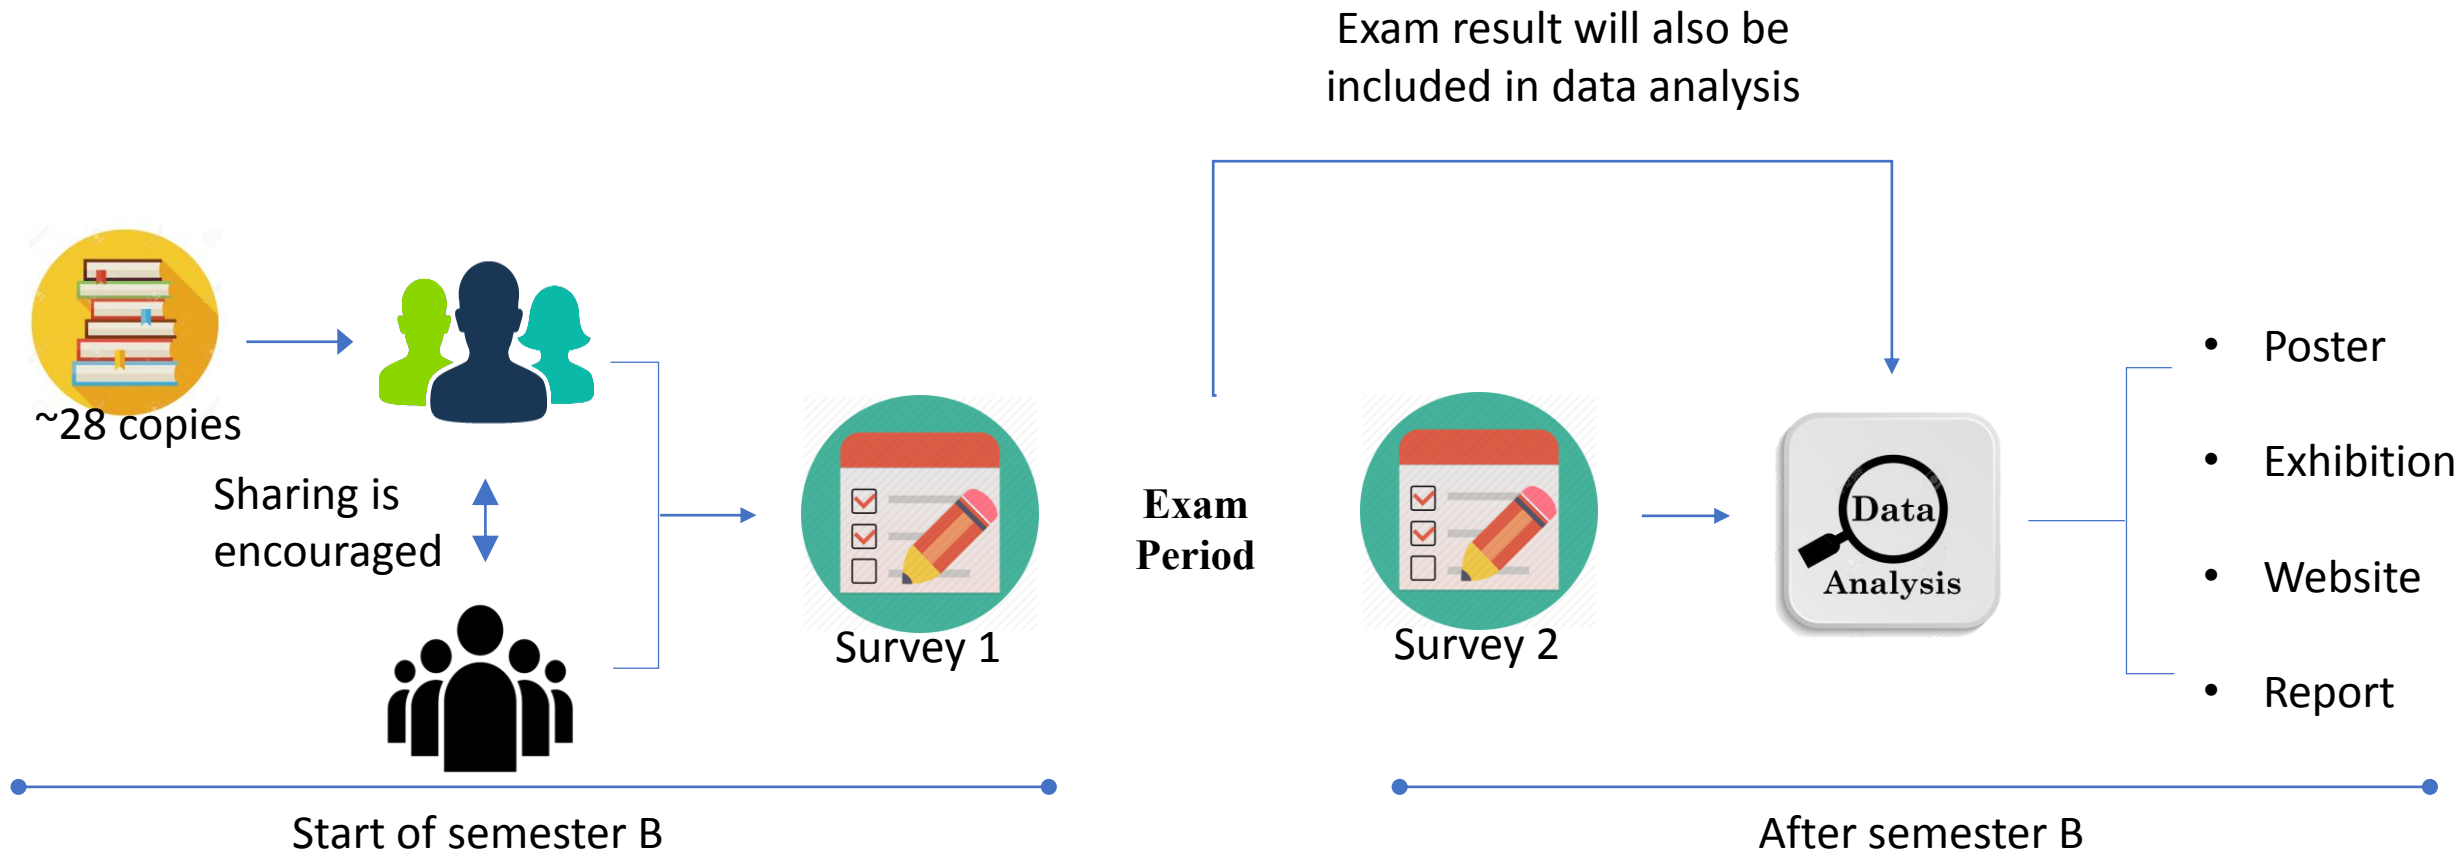 Exam result will also be
included in data analysis
~28 copies
Sharing is
encouraged
Survey 1
Exam
Period
Survey 2
Data
Analysis
• Poster
• Exhibition
• Website
• Report
Start of semester B
After semester B